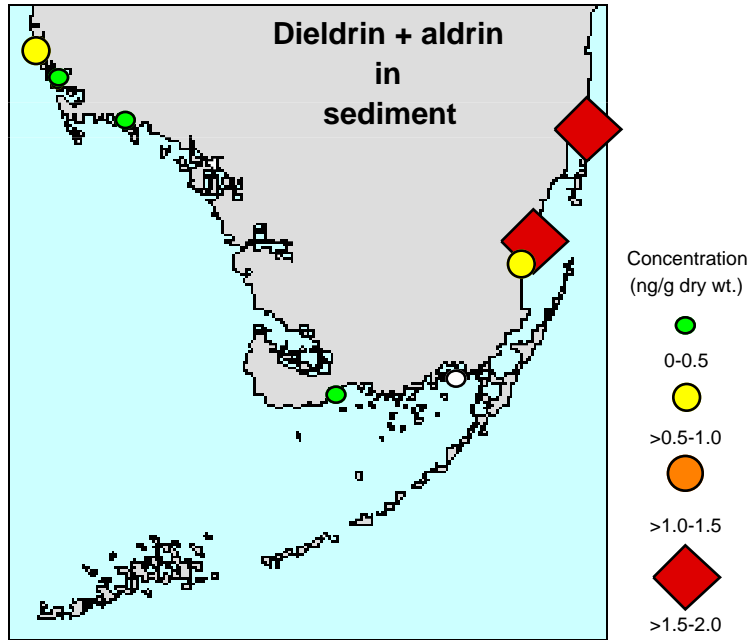 Dieldrin + aldrin
in
sediment
Concentration
(ng/g dry wt.)
0-0.5
>0.5-1.0
>1.0-1.5
>1.5-2.0